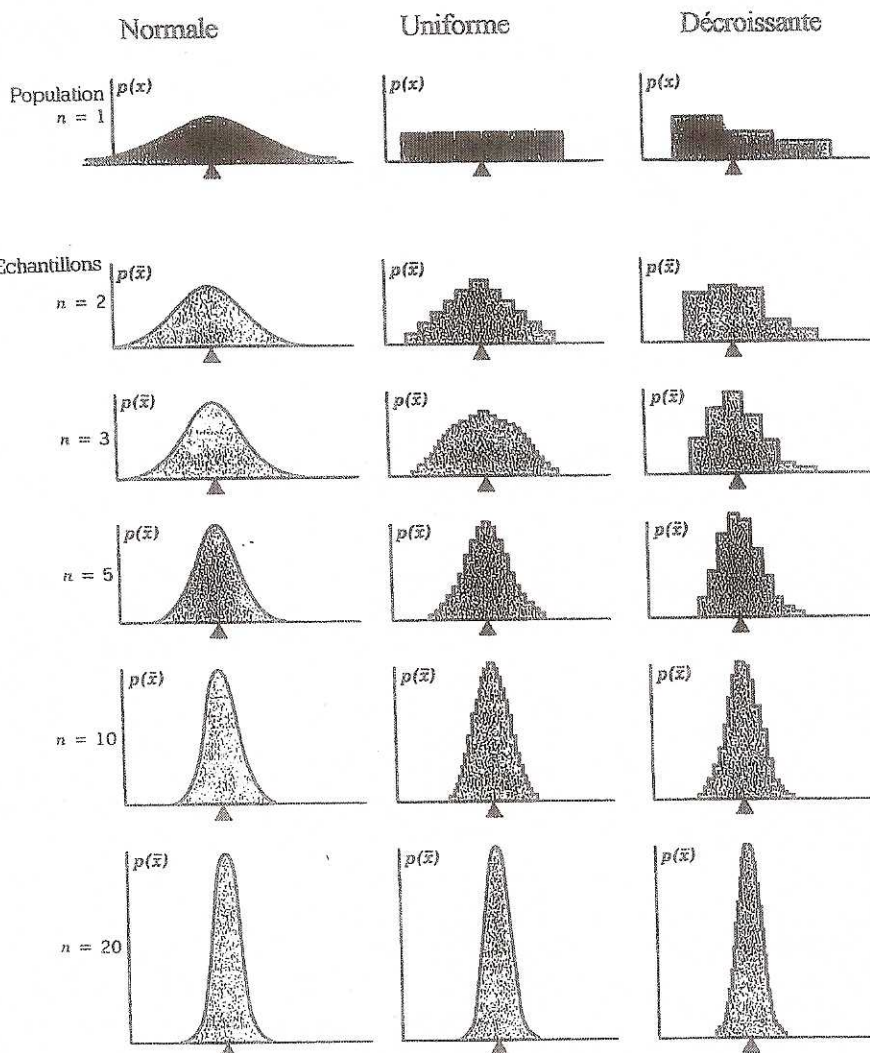 Normale Uniforme Décroissante
Population p(x) p(x) p(x)
n = 1
Echantillons
p(x̄) p(x̄) p(x̄)
n = 2
p(x̄) p(x̄) p(x̄)
n = 3
p(x̄) p(x̄) p(x̄)
n = 5
p(x̄) p(x̄) p(x̄)
n = 10
p(x̄) p(x̄) p(x̄)
n = 20